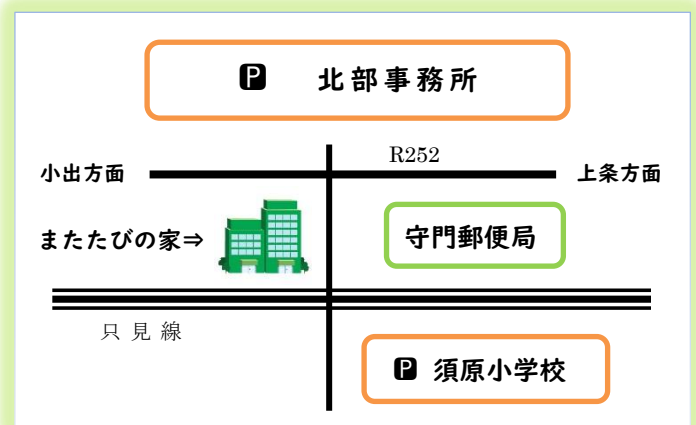 🅿 北部事務所
R252
小出方面
上条方面
またたびの家⇒
守門郵便局
只見線
🅿 須原小学校